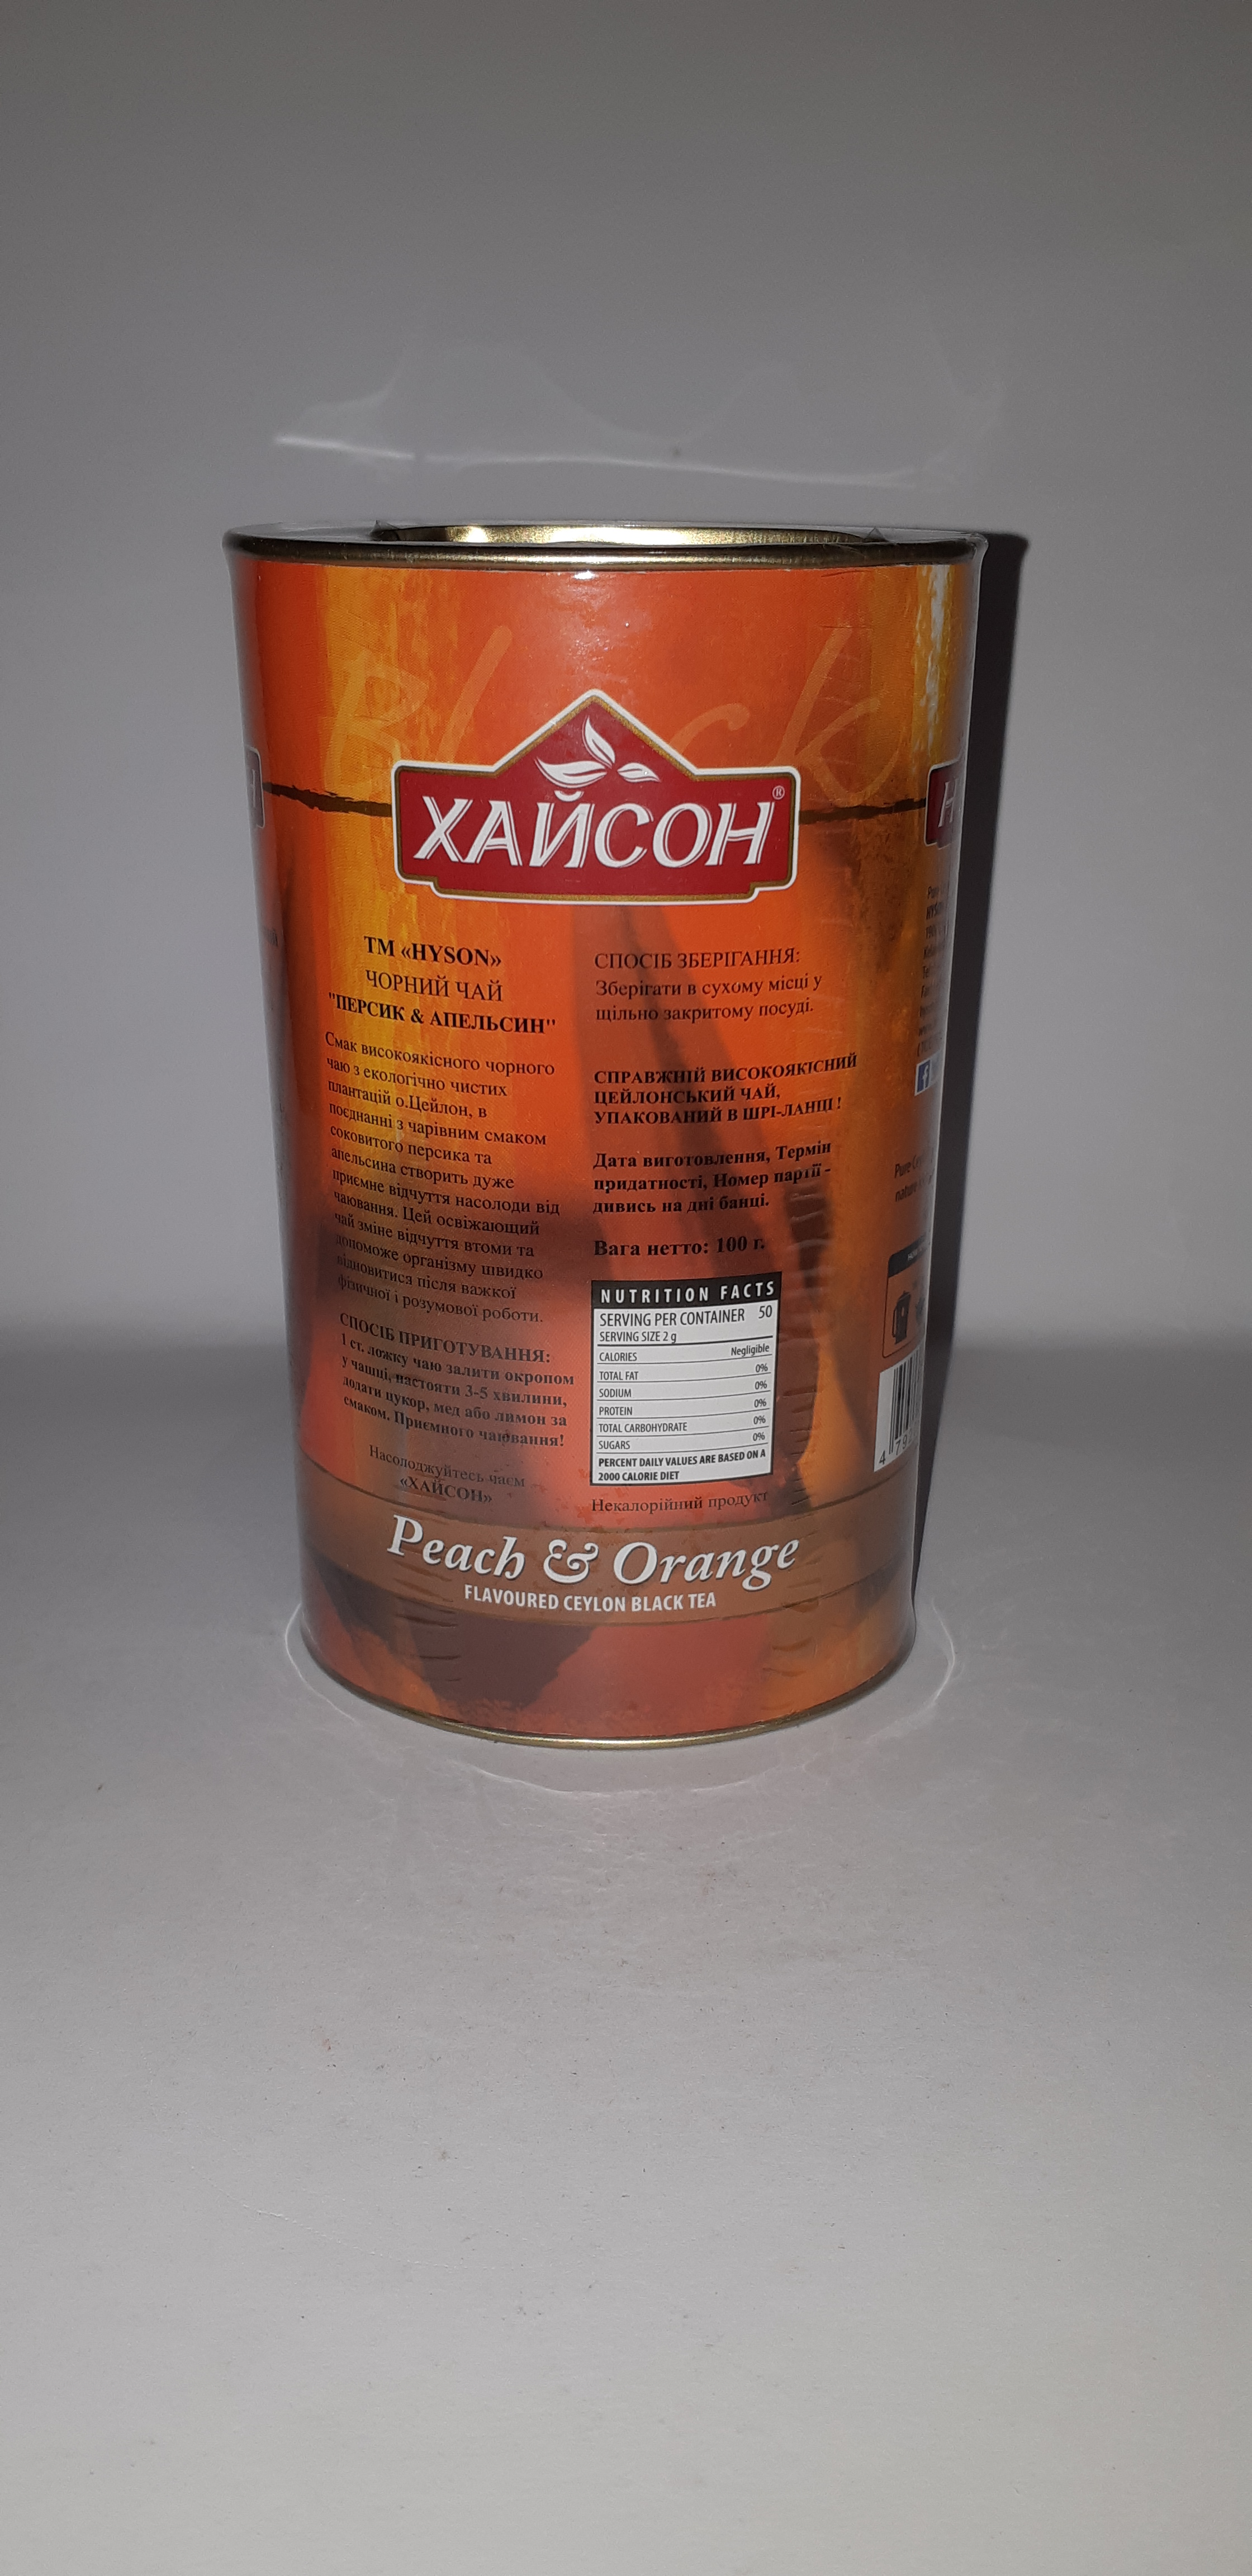 Black
ХАЙСОН®
ТМ «HYSON»
ЧОРНИЙ ЧАЙ
"ПЕРСИК & АПЕЛЬСИН"
Смак високоякісного чорного
чаю з екологічно чистих
плантацій о.Цейлон, в
поєднанні з чарівним смаком
соковитого персика та
апельсина створить дуже
приємне відчуття насолоди від
чаювання. Цей освіжающий
чай зміне відчуття втоми та
допоможе організму швидко
відновитися після важкої
фізичної і розумової роботи.
СПОСІБ ПРИГОТУВАННЯ:
1 ст. ложку чаю залити окропом
у чашці, настояти 3-5 хвилини,
додати цукор, мед або лимон за
смаком. Приємного чаювання!
Насолоджуйтесь чаєм
«ХАЙСОН»
СПОСІБ ЗБЕРІГАННЯ:
Зберігати в сухому місці у
щільно закритому посуді.
СПРАВЖНІЙ ВИСОКОЯКІСНИЙ
ЦЕЙЛОНСЬКИЙ ЧАЙ,
УПАКОВАНИЙ В ШРІ-ЛАНЦІ !
Дата виготовлення, Термін
придатності, Номер партії -
дивись на дні банці.
Вага нетто: 100 г.
NUTRITION FACTS
SERVING PER CONTAINER 50
SERVING SIZE 2 g
CALORIES Negligible
TOTAL FAT 0%
SODIUM 0%
PROTEIN 0%
TOTAL CARBOHYDRATE 0%
SUGARS 0%
PERCENT DAILY VALUES ARE BASED ON A
2000 CALORIE DIET
Некалорійний продукт
Peach & Orange
FLAVOURED CEYLON BLACK TEA